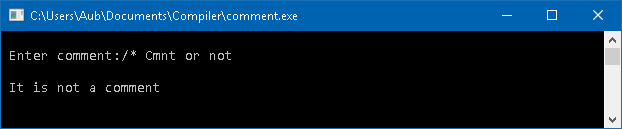 C:\Users\Aub\Documents\Compiler\comment.exe
Enter comment:/* Cmnt or not
It is not a comment